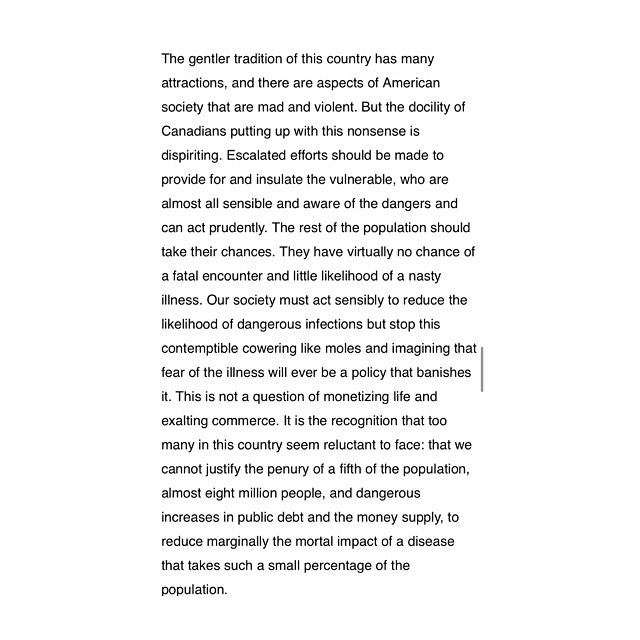 The gentler tradition of this country has many
attractions, and there are aspects of American
society that are mad and violent. But the docility of
Canadians putting up with this nonsense is
dispiriting. Escalated efforts should be made to
provide for and insulate the vulnerable, who are
almost all sensible and aware of the dangers and
can act prudently. The rest of the population should
take their chances. They have virtually no chance of
a fatal encounter and little likelihood of a nasty
illness. Our society must act sensibly to reduce the
likelihood of dangerous infections but stop this
contemptible cowering like moles and imagining that
fear of the illness will ever be a policy that banishes
it. This is not a question of monetizing life and
exalting commerce. It is the recognition that too
many in this country seem reluctant to face: that we
cannot justify the penury of a fifth of the population,
almost eight million people, and dangerous
increases in public debt and the money supply, to
reduce marginally the mortal impact of a disease
that takes such a small percentage of the
population.